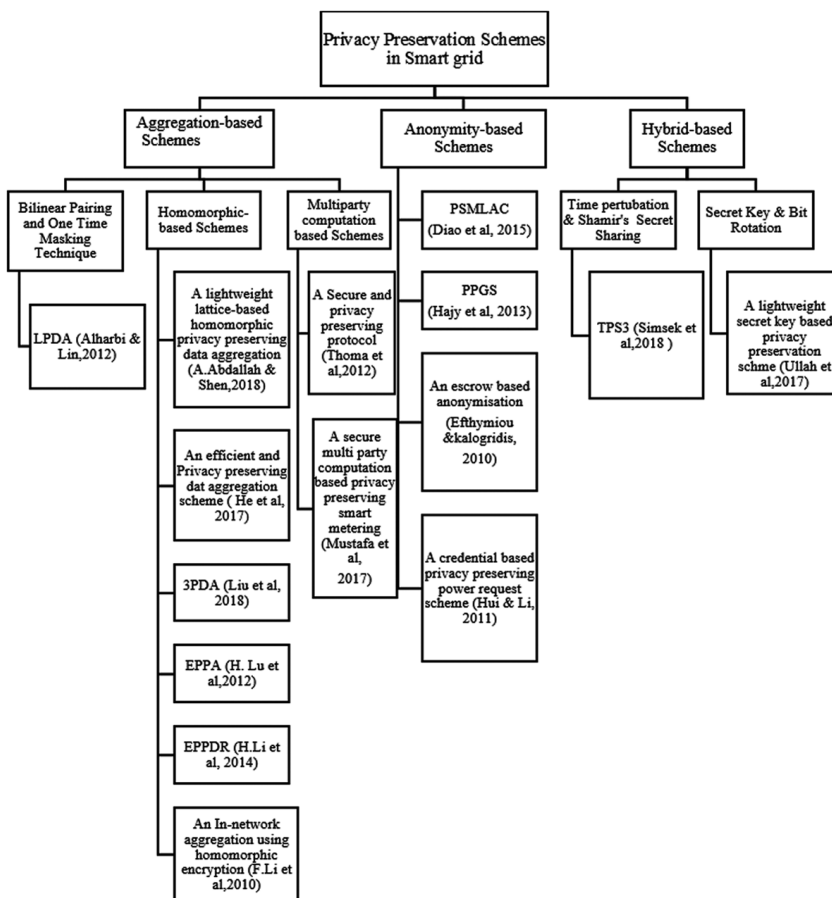 Privacy Preservation Schemes
in Smart grid
Aggregation-based
Schemes
Anonymity-based
Schemes
Hybrid-based
Schemes
Bilinear Pairing
and One Time
Masking
Technique
Homomorphic-
based Schemes
Multiparty
computation
based Schemes
PSMLAC
(Diao et al, 2015)
Time pertubation
& Shamir's Secret
Sharing
Secret Key & Bit
Rotation
LPDA (Alharbi &
Lin,2012)
A lightweight
lattice-based
homomorphic
privacy preserving
data aggregation
(A.Abdallah &
Shen,2018)
A Secure and
privacy
preserving
protocol
(Thoma et
al,2012)
PPGS
(Hajy et al, 2013)
TPS3 (Simsek et
al,2018 )
A lightweight
secret key based
privacy
preservation
schme (Ullah et
al,2017)
An efficient and
Privacy preserving
dat aggregation
scheme ( He et al,
2017)
A secure
multi party
computation
based privacy
preserving
smart
metering
(Mustafa et
al,
2017)
An escrow based
anonymisation
(Efthymiou
&kalogridis,
2010)
3PDA (Liu et al,
2018)
A credential based
privacy preserving
power request
scheme (Hui & Li,
2011)
EPPA (H. Lu et
al,2012)
EPPDR (H.Li et
al, 2014)
An In-network
aggregation using
homomorphic
encryption (F.Li et
al,2010)